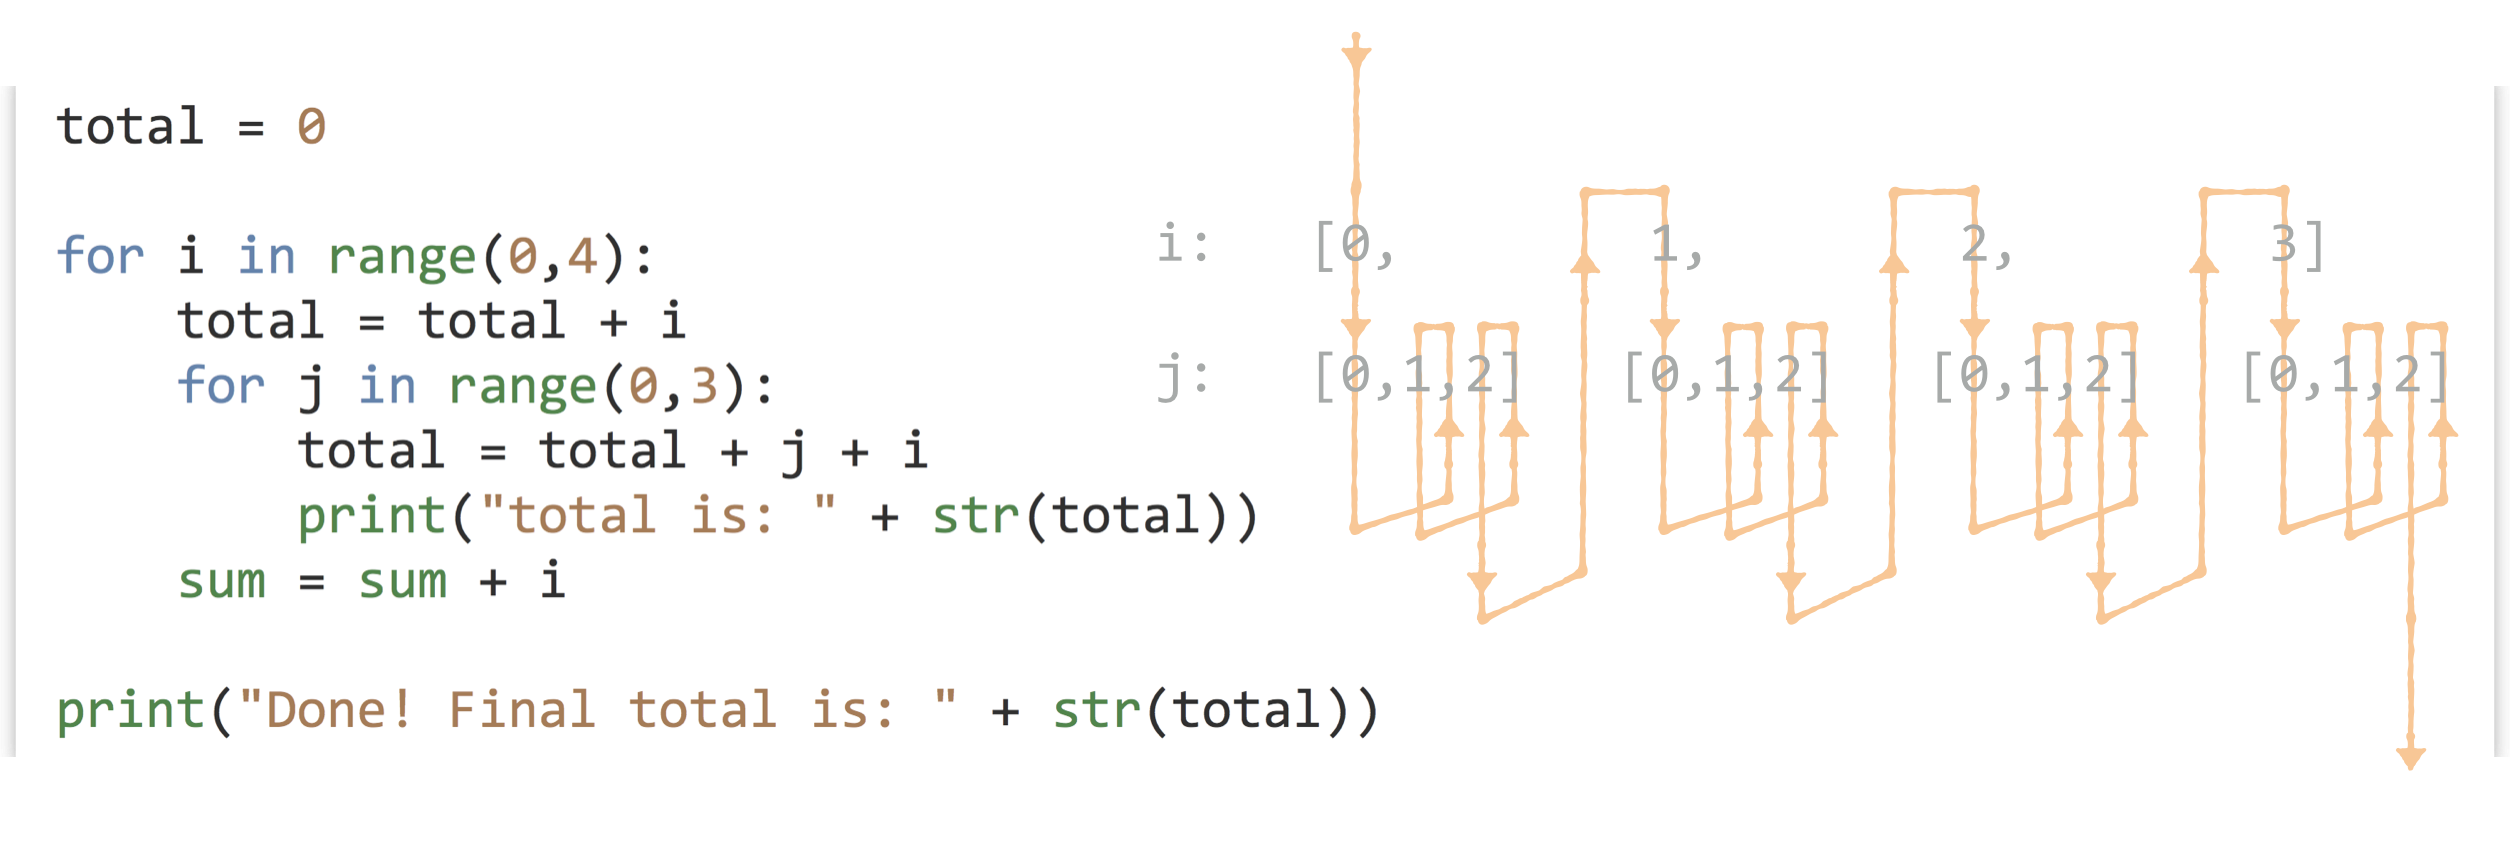 total = 0
for i in range(0,4):
i: [0, 1, 2, 3]
total = total + i
for j in range(0,3):
j: [0,1,2] [0,1,2] [0,1,2] [0,1,2]
total = total + j + i
print("total is: " + str(total))
sum = sum + i
print("Done! Final total is: " + str(total))